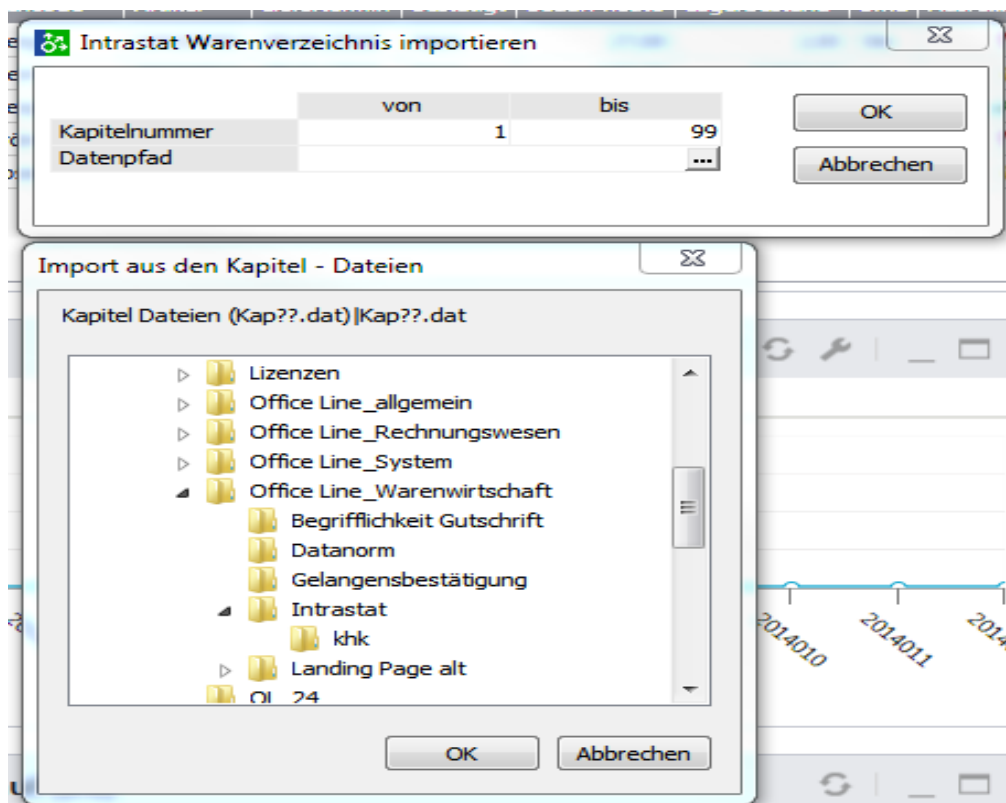 Intrastat Warenverzeichnis importieren
von bis
Kapitelnummer 1 99
Datenpfad ...
OK
Abbrechen
Import aus den Kapitel - Dateien
Kapitel Dateien (Kap??.dat)|Kap??.dat
Lizenzen
Office Line_allgemein
Office Line_Rechnungswesen
Office Line_System
Office Line_Warenwirtschaft
Begrifflichkeit Gutschrift
Datanorm
Gelangensbestätigung
Intrastat
khk
Landing Page alt
OL_24
OK Abbrechen
2014010
2014011